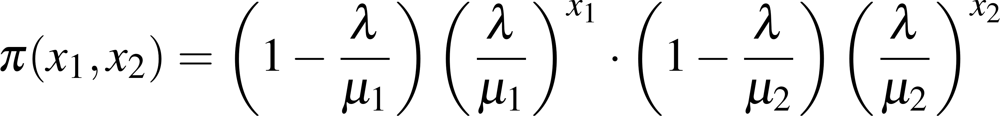 π(x₁, x₂) = (1 − λ/μ₁) (λ/μ₁)^x₁ · (1 − λ/μ₂) (λ/μ₂)^x₂